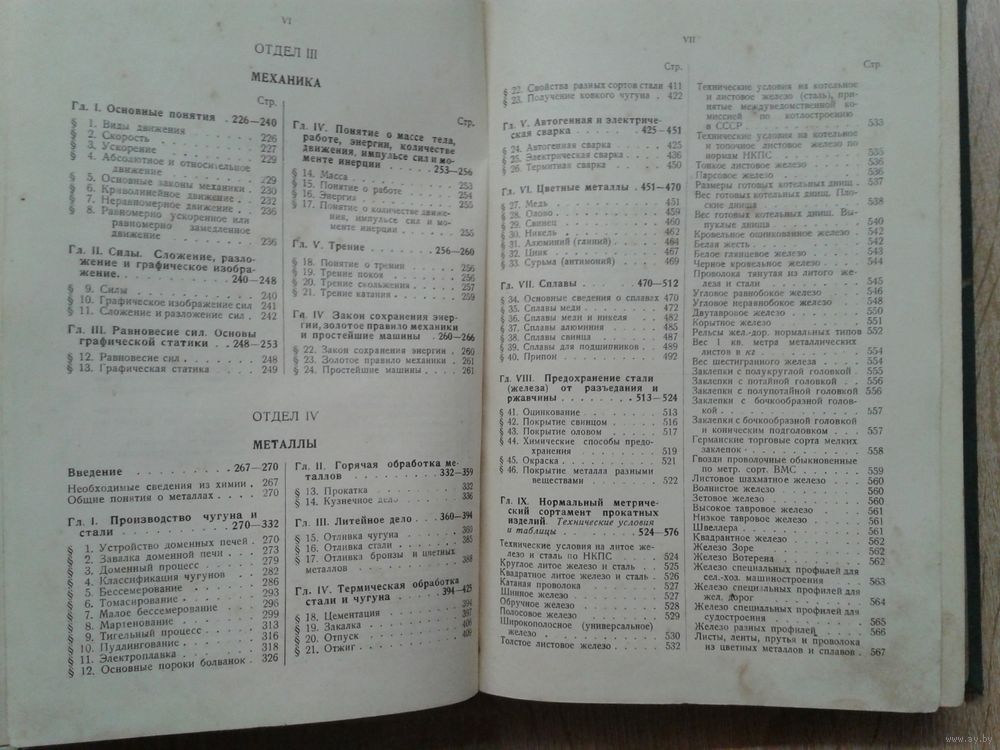 VI
ОТДЕЛ III
МЕХАНИКА
Стр.
Гл. I. Основные понятия . 226—240
§ 1. Виды движения . . . . 226
§ 2. Скорость . . . . 227
§ 3. Ускорение . . . . 229
§ 4. Абсолютное и относительное
движение . . . . 229
§ 5. Основные законы механики . 230
§ 6. Криволинейное движение . . 232
§ 7. Неравномерное движение . . 236
§ 8. Равномерно ускоренное или
равномерно замедленное
движение . . . . 236
Гл. II. Силы. Сложение, разло-
жение и графическое изобра-
жение. . . . 240—248
§ 9. Силы . . . . 240
§ 10. Графическое изображение сил 241
§ 11. Сложение и разложение сил . 242
Гл. III. Равновесие сил. Основы
графической статики . . 248—253
§ 12. Равновесие сил . . . . 248
§ 13. Графическая статика . . . 249
Стр.
Гл. IV. Понятие о массе тела,
работе, энергии, количестве
движения, импульсе сил и мо-
менте инерции . . . . 253—256
§ 14. Масса . . . . 253
§ 15. Понятие о работе . . . . 253
§ 16. Энергия . . . . 254
§ 17. Понятие о количестве движе-
ния, импульсе сил и мо-
менте инерции . . . . 255
Гл. V. Трение . . . . 256—260
§ 18. Понятие о трении . . . . 256
§ 19. Трение покоя . . . . 256
§ 20. Трение скольжения . . . . 257
§ 21. Трение катания . . . . 259
Гл. IV Закон сохранения энер-
гии, золотое правило механики
и простейшие машины . 260—266
§ 22. Закон сохранения энергии . 260
§ 23. Золотое правило механики . 261
§ 24. Простейшие машины . . . 261
ОТДЕЛ IV
МЕТАЛЛЫ
Введение . . . . 267—270
Необходимые сведения из химии . 267
Общие понятия о металлах . . . 270
Гл. I. Производство чугуна и
стали . . . . 270—332
§ 1. Устройство доменных печей . 270
§ 2. Завалка доменной печи . . 273
§ 3. Доменный процесс . . . . 279
§ 4. Классификация чугунов . . 282
§ 5. Бессемерование . . . . 286
§ 6. Томасирование . . . . 293
§ 7. Малое бессемерование . . . 296
§ 8. Мартенование . . . . 299
§ 9. Тигельный процесс . . . . 313
§ 10. Пудлингование . . . . 316
§ 11. Электроплавка . . . . 318
§ 12. Основные пороки болванок . 326
Гл. II. Горячая обработка ме-
таллов . . . . 332—359
§ 13. Прокатка . . . . 332
§ 14. Кузнечное дело . . . . 336
Гл. III. Литейное дело . . 360—394
§ 15. Отливка чугуна . . . . 360
§ 16. Отливка стали . . . . 385
§ 17. Отливка бронзы и цветных
металлов . . . . 388
Гл. IV. Термическая обработка
стали и чугуна . . . . 394—425
§ 18. Цементация . . . . 394
§ 19. Закалка . . . . 397
§ 20. Отпуск . . . . 406
§ 21. Отжиг . . . . 409
VII
Стр.
§ 22. Свойства разных сортов стали 411
§ 23. Получение ковкого чугуна . 422
Гл. V. Автогенная и электриче-
ская сварка . . . . 425—451
§ 24. Автогенная сварка . . . . 425
§ 25. Электрическая сварка . . . 436
§ 26. Термитная сварка . . . . 450
Гл. VI. Цветные металлы . 451—470
§ 27. Медь . . . . 451
§ 28. Олово . . . . 459
§ 29. Свинец . . . . 460
§ 30. Никель . . . . 462
§ 31. Алюминий (глиний) . . . . 464
§ 32. Цинк . . . . 467
§ 33. Сурьма (антимоний) . . . . 469
Гл. VII. Сплавы . . . . 470—512
§ 34. Основные сведения о сплавах 470
§ 35. Сплавы меди . . . . 472
§ 36. Сплавы меди и никеля . . . 482
§ 37. Сплавы алюминия . . . . 485
§ 38. Сплавы свинца . . . . 487
§ 39. Сплавы для подшипников . . 489
§ 40. Припои . . . . 492
Гл. VIII. Предохранение стали
(железа) от разъедания и
ржавчины . . . . 513—524
§ 41. Оцинкование . . . . 513
§ 42. Покрытие свинцом . . . . 516
§ 43. Покрытие оловом . . . . 517
§ 44. Химические способы предо-
хранения . . . . 519
§ 45. Окраска . . . . 521
§ 46. Покрытие металла разными
веществами . . . . 522
Гл. IX. Нормальный метриче-
ский сортамент прокатных
изделий. Технические условия
и таблицы . . . . 524—576
Технические условия на литое же-
лезо и сталь по НКПС . . . 524
Круглое литое железо и сталь . . 525
Квадратное литое железо и сталь . 526
Катаная проволока . . . . 527
Шинное железо . . . . 527
Обручное железо . . . . 528
Полосовое железо . . . . 529
Широкополосное (универсальное)
железо . . . . 530
Толстое листовое железо . . . . 532
Стр.
Технические условия на котельное
и листовое железо (сталь), при-
нятые междуведомственной ко-
миссией по котлостроению
в СССР . . . . 533
Технические условия на котельное
и топочное листовое железо по
нормам НКПС . . . . 535
Тонкое листовое железо . . . . 536
Парсовое железо . . . . 536
Размеры готовых котельных днищ . 537
Вес готовых котельных днищ. Пло-
ские днища . . . . 538
Вес готовых котельных днищ. Вы-
пуклые днища . . . . 540
Кровельное оцинкованное железо . 542
Белая жесть . . . . 542
Белое глянцевое железо . . . . 543
Черное кровельное железо . . . . 544
Проволока тянутая из литого же-
леза и стали . . . . 545
Угловое равнобокое железо . . . 546
Угловое неравнобокое железо . . . 548
Двутавровое железо . . . . 550
Корытное железо . . . . 551
Рельсы жел.-дор. нормальных типов 552
Вес 1 кв. метра металлических
листов в кг . . . . 554
Вес шестигранного железа . . . . 554
Заклепки с полукруглой головкой . 555
Заклепки с потайной головкой . . 556
Заклепки с полупотайной головкой 556
Заклепки с бочкообразной голов-
кой . . . . 557
Заклепки с бочкообразной головкой
и коническим подголовком . . . 557
Германские торговые сорта мелких
заклепок . . . . 558
Гвозди проволочные обыкновенные
по метр. сорт. ВМС . . . . 559
Листовое шахматное железо . . . 560
Волнистое железо . . . . 560
Зетовое железо . . . . 560
Высокое тавровое железо . . . . 561
Низкое тавровое железо . . . . 561
Швеллера . . . . 561
Квадрантное железо . . . . 562
Железо Зоре . . . . 562
Железо Вотерена . . . . 562
Железо специальных профилей для
сел.-хоз. машиностроения . . . 563
Железо специальных профилей для
жел. дорог . . . . 564
Железо специальных профилей для
судостроения . . . . 565
Железо разных профилей . . . . 566
Листы, ленты, прутья и проволока
из цветных металлов и сплавов . 567
www.ay.by